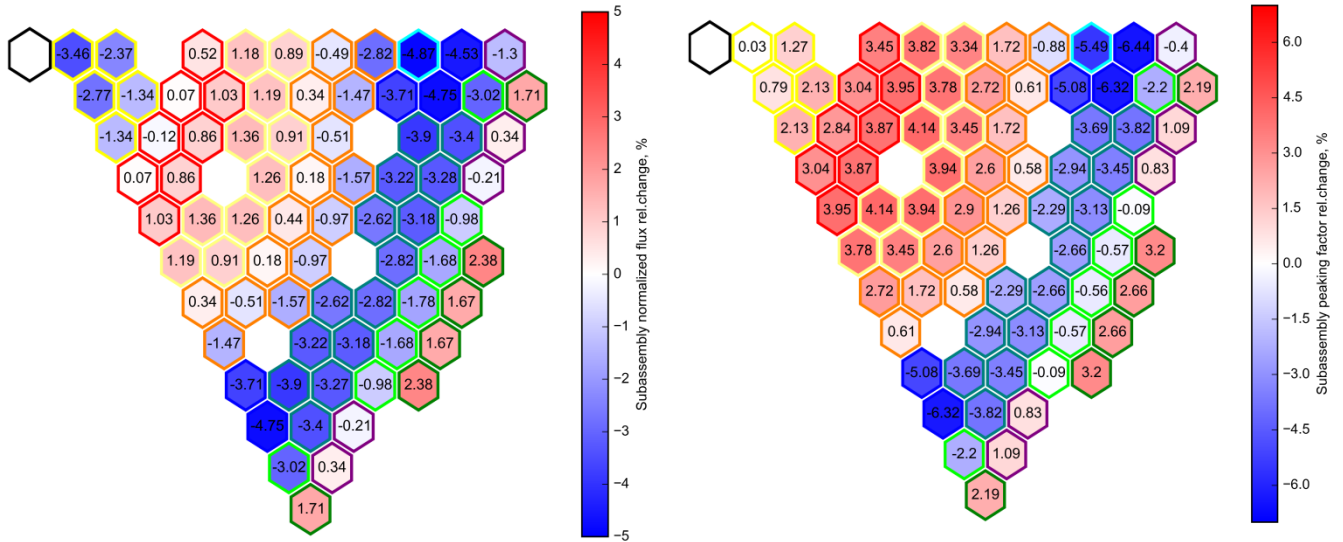 -3.46 -2.37 0.52 1.18 0.89 -0.49 -2.82 -4.87 -4.53 -1.3
-2.77 -1.34 0.07 1.03 1.19 0.34 -1.47 -3.71 -4.75 -3.02 1.71
-1.34 -0.12 0.86 1.36 0.91 -0.51 -3.9 -3.4 0.34
0.07 0.86 1.26 0.18 -1.57 -3.22 -3.28 -0.21
1.03 1.36 1.26 0.44 -0.97 -2.62 -3.18 -0.98
1.19 0.91 0.18 -0.97 -2.82 -1.68 2.38
0.34 -0.51 -1.57 -2.62 -2.82 -1.78 1.67
-1.47 -3.22 -3.18 -1.68 1.67
-3.71 -3.9 -3.27 -0.98 2.38
-4.75 -3.4 -0.21
-3.02 0.34
1.71
5
4
3
2
1
0
−1
−2
−3
−4
−5
Subassembly normalized flux rel.change, %
0.03 1.27 3.45 3.82 3.34 1.72 -0.88 -5.49 -6.44 -0.4
0.79 2.13 3.04 3.95 3.78 2.72 0.61 -5.08 -6.32 -2.2 2.19
2.13 2.84 3.87 4.14 3.45 1.72 -3.69 -3.82 1.09
3.04 3.87 3.94 2.6 0.58 -2.94 -3.45 0.83
3.95 4.14 3.94 2.9 1.26 -2.29 -3.13 -0.09
3.78 3.45 2.6 1.26 -2.66 -0.57 3.2
2.72 1.72 0.58 -2.29 -2.66 -0.56 2.66
0.61 -2.94 -3.13 -0.57 2.66
-5.08 -3.69 -3.45 -0.09 3.2
-6.32 -3.82 0.83
-2.2 1.09
2.19
6.0
4.5
3.0
1.5
0.0
−1.5
−3.0
−4.5
−6.0
Subassembly peaking factor rel.change, %